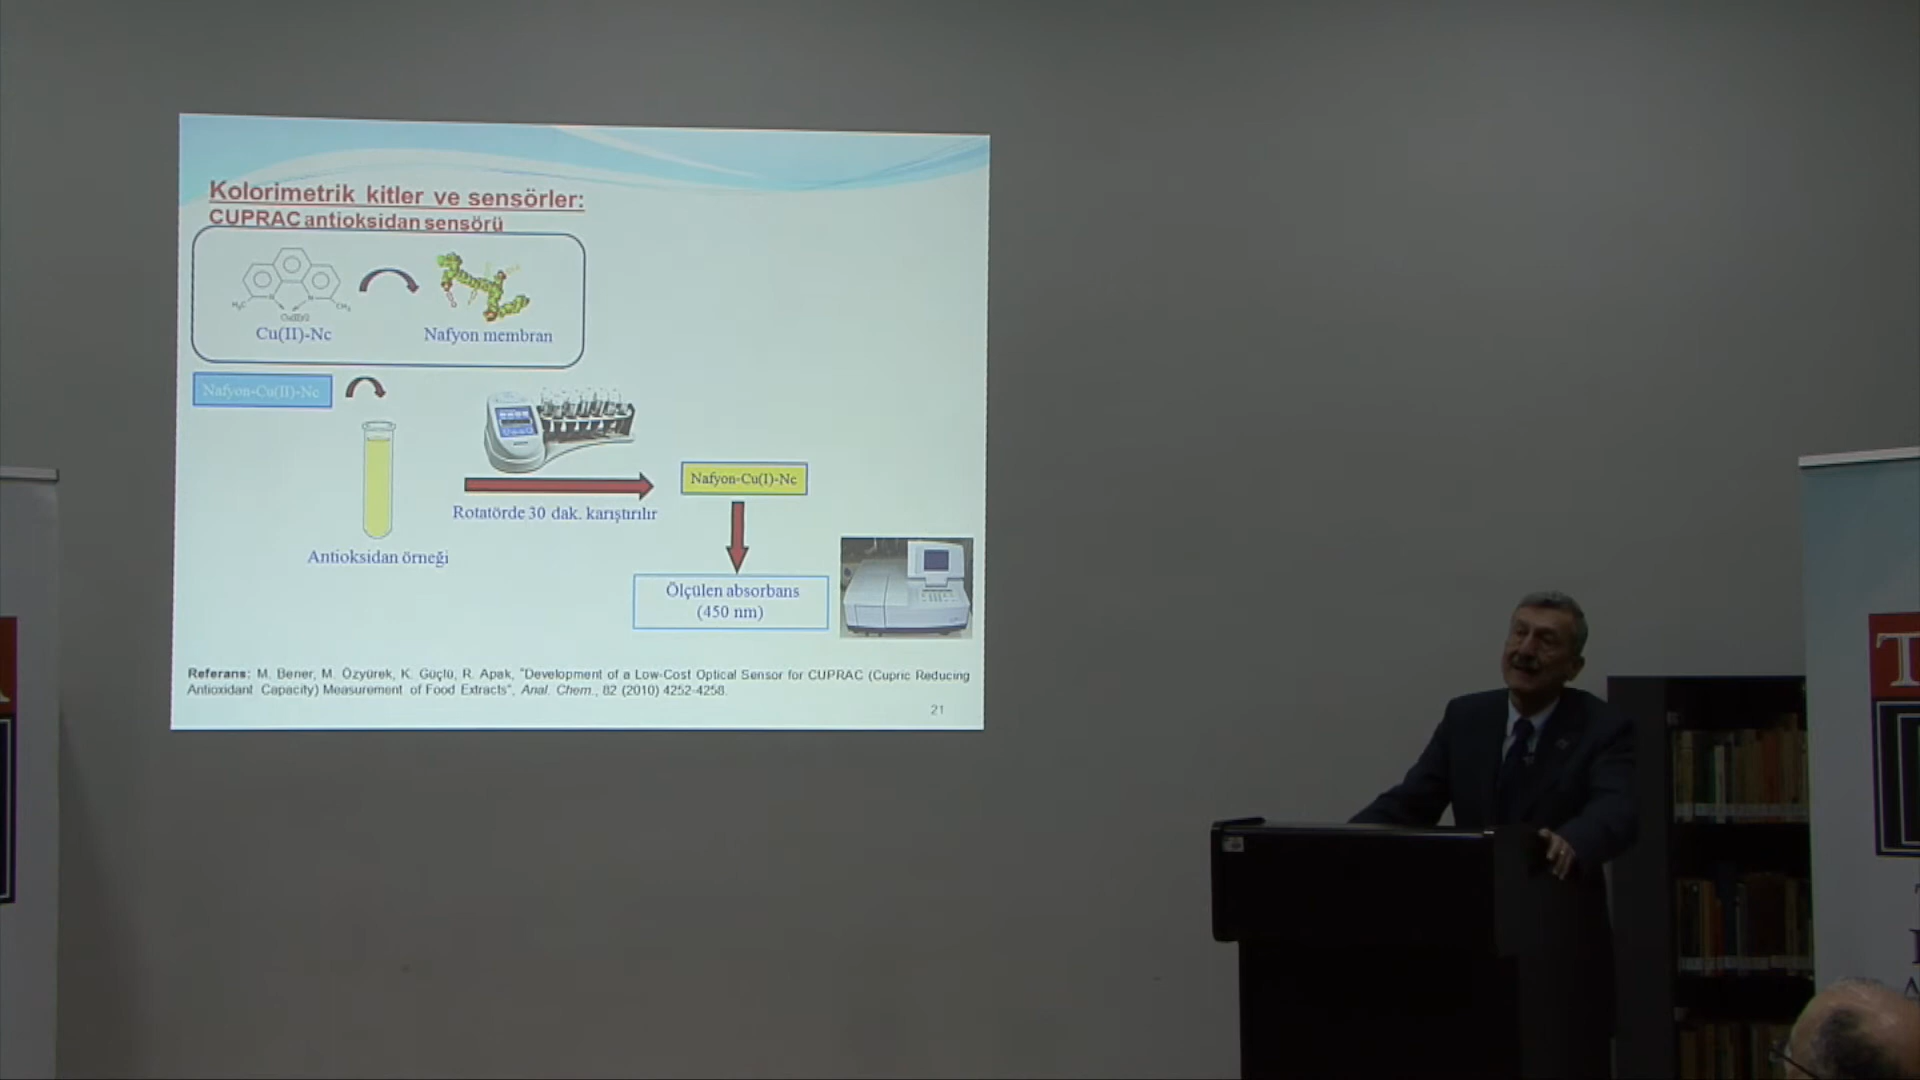 Kolorimetrik kitler ve sensörler:
CUPRAC antioksidan sensörü
H₃C
N
N
CH₃
Cu(II)-Nc
Nafyon membran
Nafyon-Cu(II)-Nc
Nafyon-Cu(I)-Nc
Rotatörde 30 dak. karıştırılır
Antioksidan örneği
Ölçülen absorbans
(450 nm)
Referans: M. Bener, M. Özyürek, K. Güçlü, R. Apak, "Development of a Low-Cost Optical Sensor for CUPRAC (Cupric Reducing
Antioxidant Capacity) Measurement of Food Extracts", Anal. Chem., 82 (2010) 4252-4258.
21